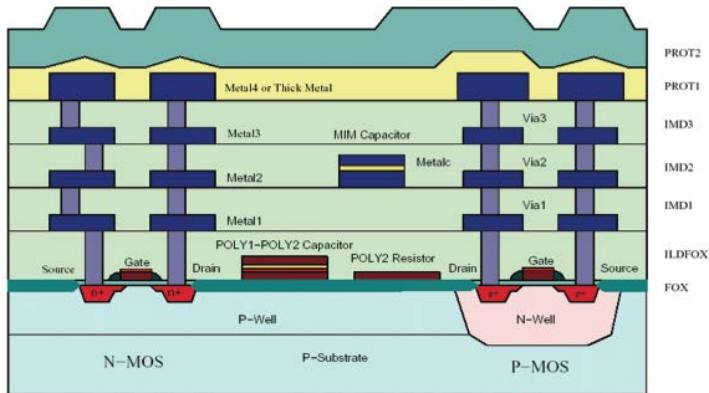 PROT2
Metal4 or Thick Metal
PROT1
Via3
IMD3
Metal3
MIM Capacitor
Metalc
Via2
IMD2
Metal2
Via1
IMD1
Metal1
POLY1-POLY2 Capacitor
Source
Gate
Drain
POLY2 Resistor
Drain
Gate
Source
ILDFOX
FOX
n+
n+
P-Well
N-Well
N-MOS
P-Substrate
P-MOS